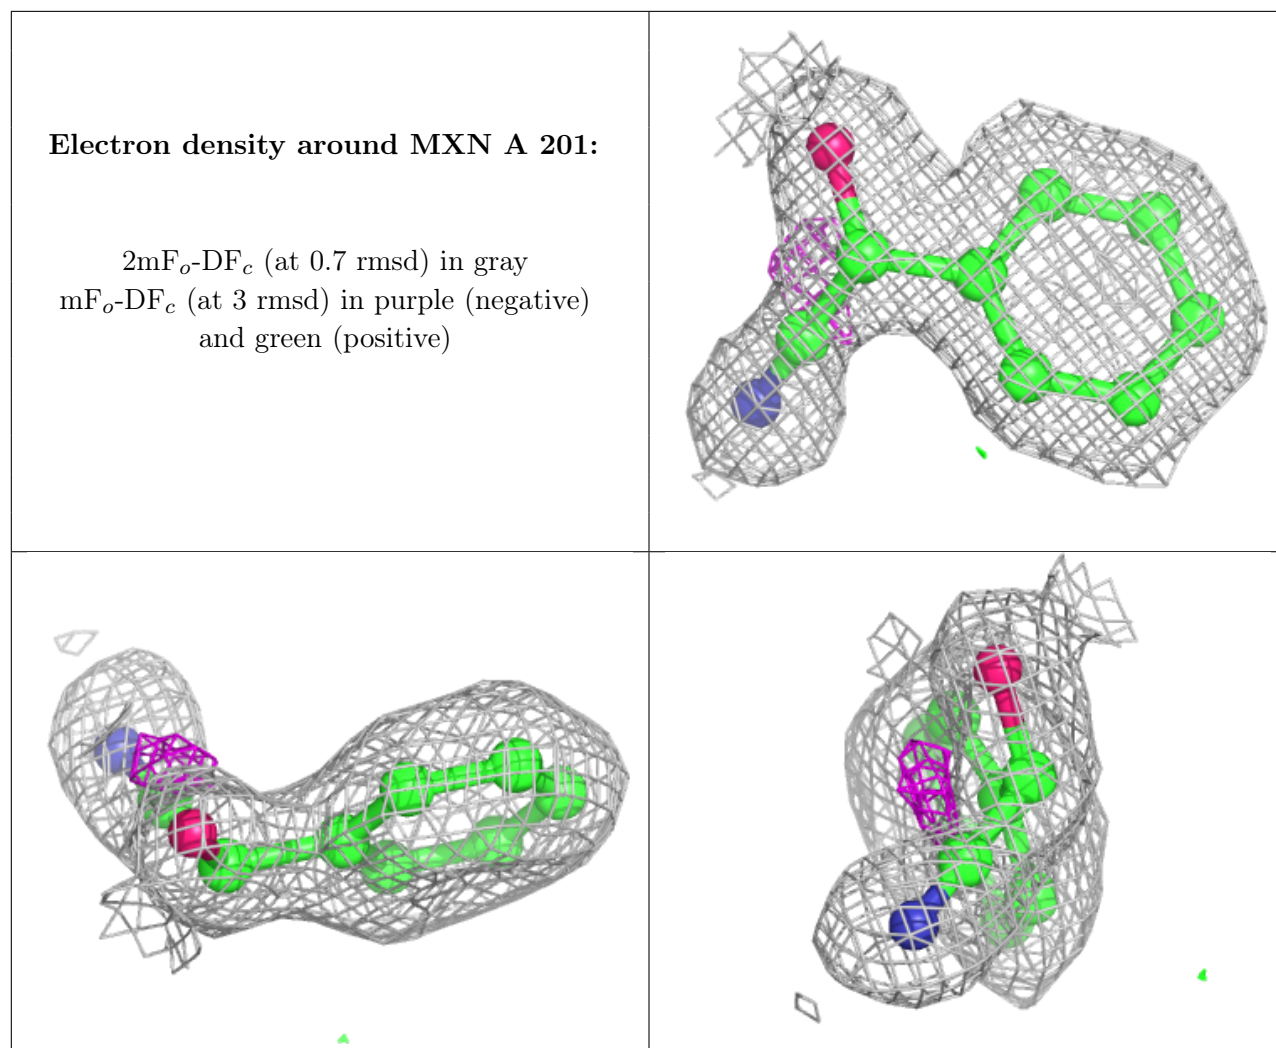 Electron density around MXN A 201:
2mFo-DFc (at 0.7 rmsd) in gray
mFo-DFc (at 3 rmsd) in purple (negative)
and green (positive)